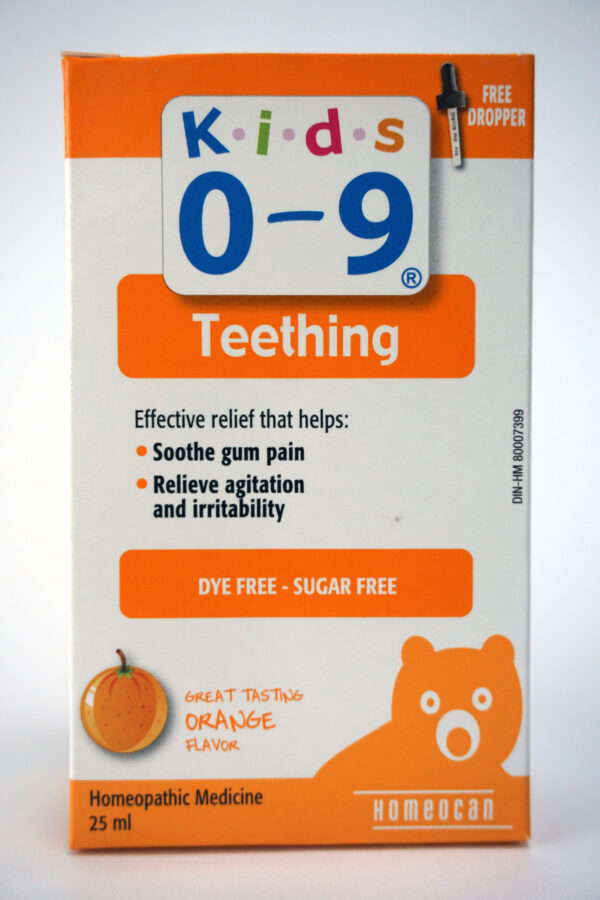 FREE
DROPPER
K•i•d•s
0–9®
Teething
Effective relief that helps:
• Soothe gum pain
• Relieve agitation
and irritability
DIN-HM 80007399
DYE FREE - SUGAR FREE
GREAT TASTING
ORANGE
FLAVOR
Homeopathic Medicine
25 ml
HOMEOCAN